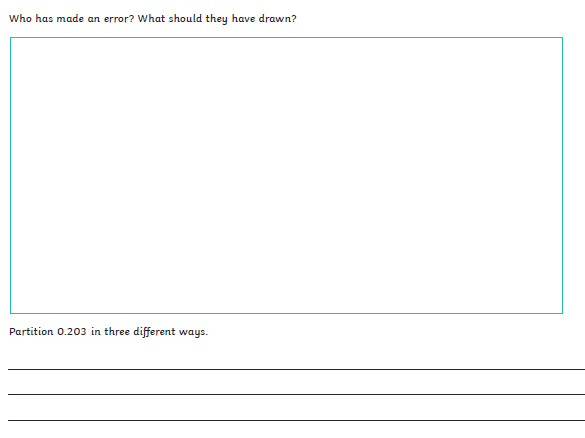 Who has made an error? What should they have drawn?
Partition 0.203 in three different ways.